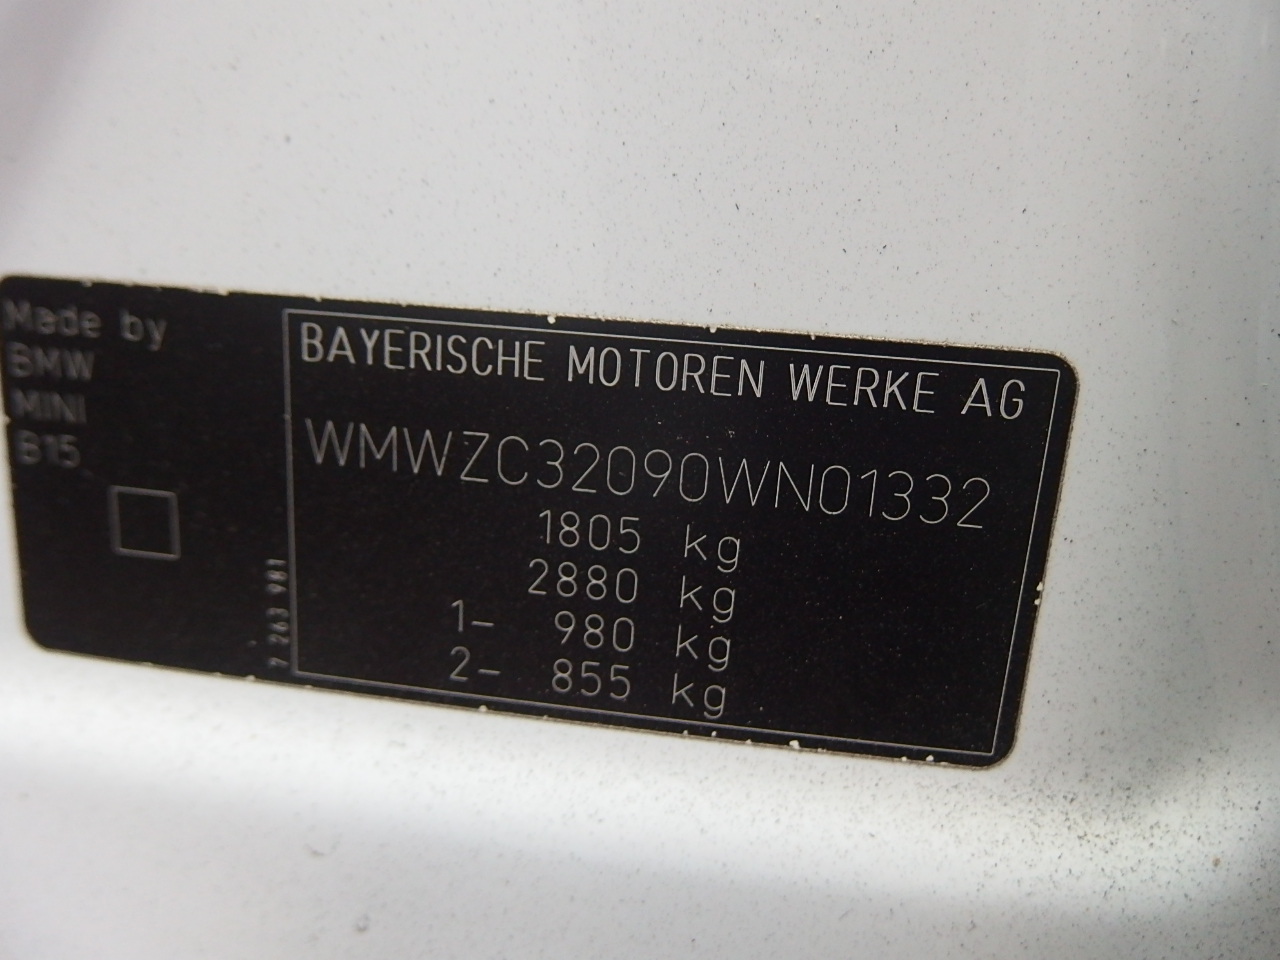 Made by
BMW
MINI
B15
7 263 981
BAYERISCHE MOTOREN WERKE AG
WMWZC32090WN01332
1805 kg
2880 kg
1- 980 kg
2- 855 kg